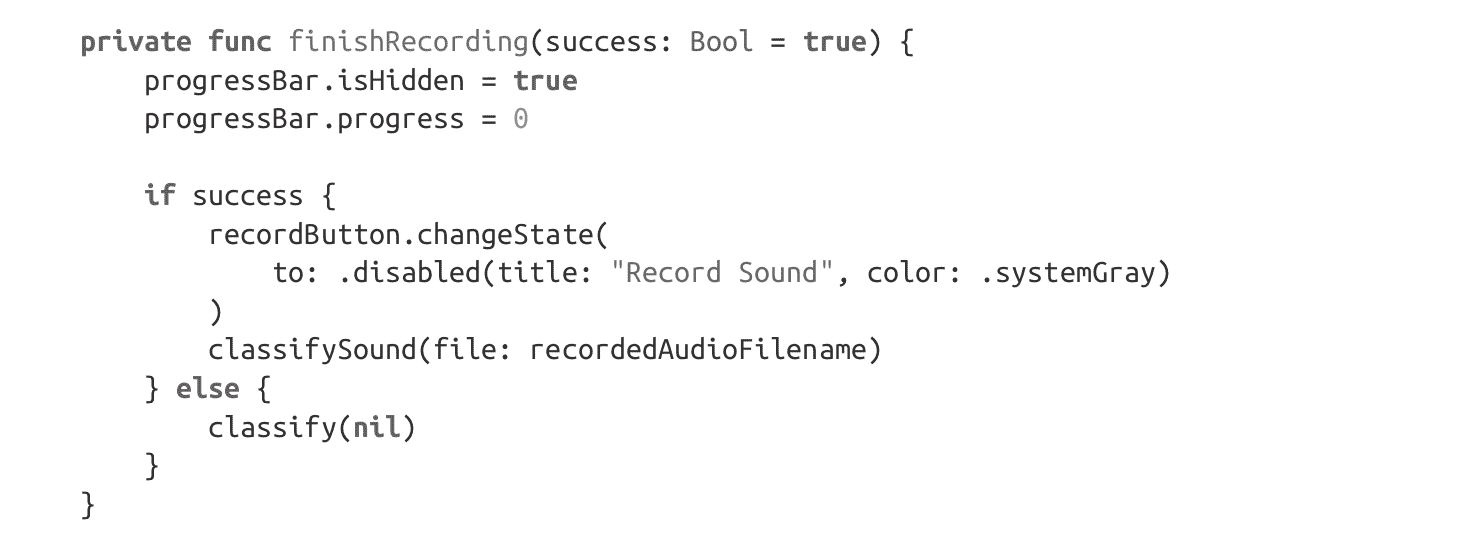 private func finishRecording(success: Bool = true) {
    progressBar.isHidden = true
    progressBar.progress = 0

    if success {
        recordButton.changeState(
            to: .disabled(title: "Record Sound", color: .systemGray)
        )
        classifySound(file: recordedAudioFilename)
    } else {
        classify(nil)
    }
}